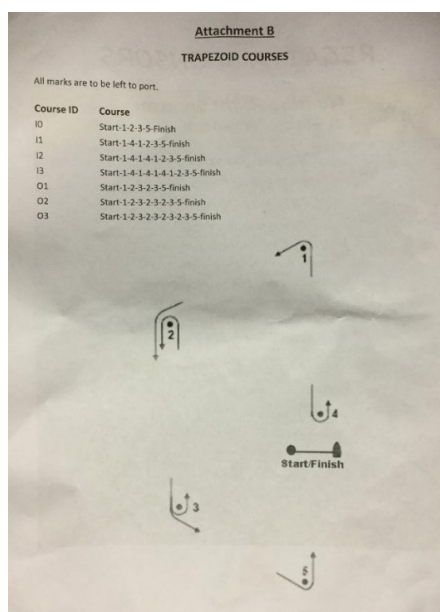 Attachment B
TRAPEZOID COURSES
All marks are to be left to port.
Course ID Course
I0 Start-1-2-3-5-Finish
I1 Start-1-4-1-2-3-5-finish
I2 Start-1-4-1-4-1-2-3-5-finish
I3 Start-1-4-1-4-1-4-1-2-3-5-finish
O1 Start-1-2-3-2-3-5-finish
O2 Start-1-2-3-2-3-2-3-5-finish
O3 Start-1-2-3-2-3-2-3-2-3-5-finish
1
2
4
Start/Finish
3
5